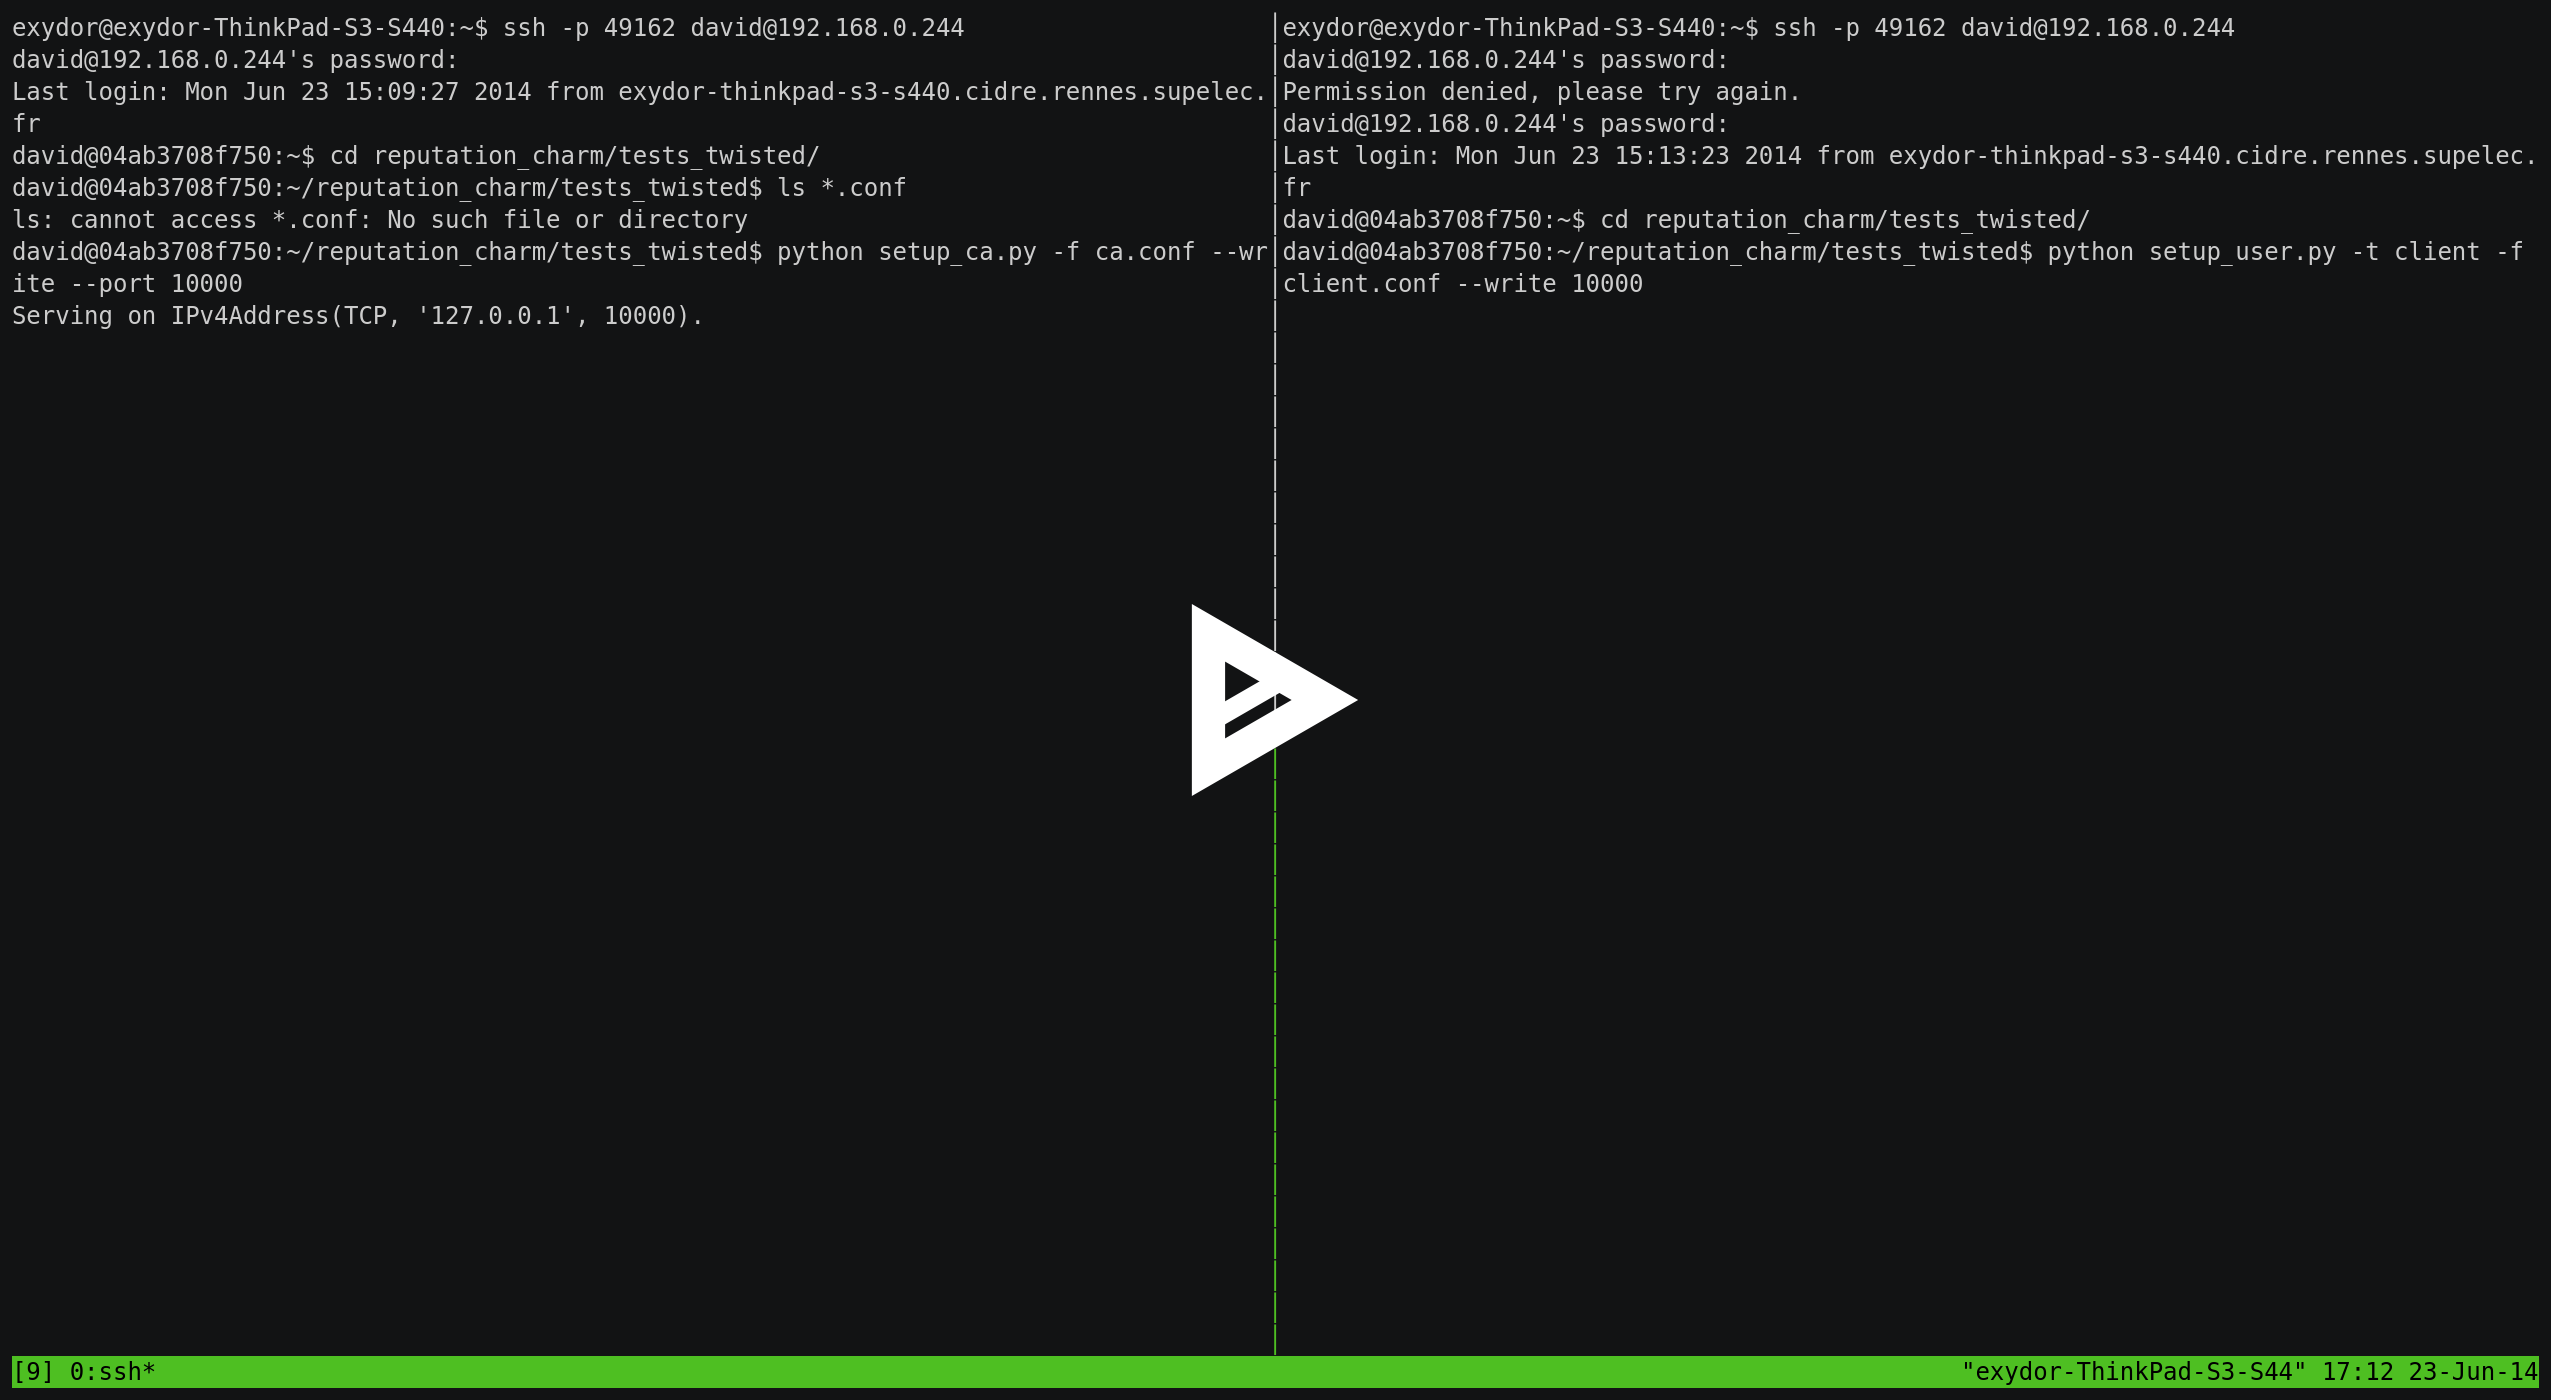 exydor@exydor-ThinkPad-S3-S440:~$ ssh -p 49162 david@192.168.0.244
david@192.168.0.244's password:
Last login: Mon Jun 23 15:09:27 2014 from exydor-thinkpad-s3-s440.cidre.rennes.supelec.
fr
david@04ab3708f750:~$ cd reputation_charm/tests_twisted/
david@04ab3708f750:~/reputation_charm/tests_twisted$ ls *.conf
ls: cannot access *.conf: No such file or directory
david@04ab3708f750:~/reputation_charm/tests_twisted$ python setup_ca.py -f ca.conf --wr
ite --port 10000
Serving on IPv4Address(TCP, '127.0.0.1', 10000).
exydor@exydor-ThinkPad-S3-S440:~$ ssh -p 49162 david@192.168.0.244
david@192.168.0.244's password:
Permission denied, please try again.
david@192.168.0.244's password:
Last login: Mon Jun 23 15:13:23 2014 from exydor-thinkpad-s3-s440.cidre.rennes.supelec.
fr
david@04ab3708f750:~$ cd reputation_charm/tests_twisted/
david@04ab3708f750:~/reputation_charm/tests_twisted$ python setup_user.py -t client -f
client.conf --write 10000
[9] 0:ssh*
"exydor-ThinkPad-S3-S44" 17:12 23-Jun-14